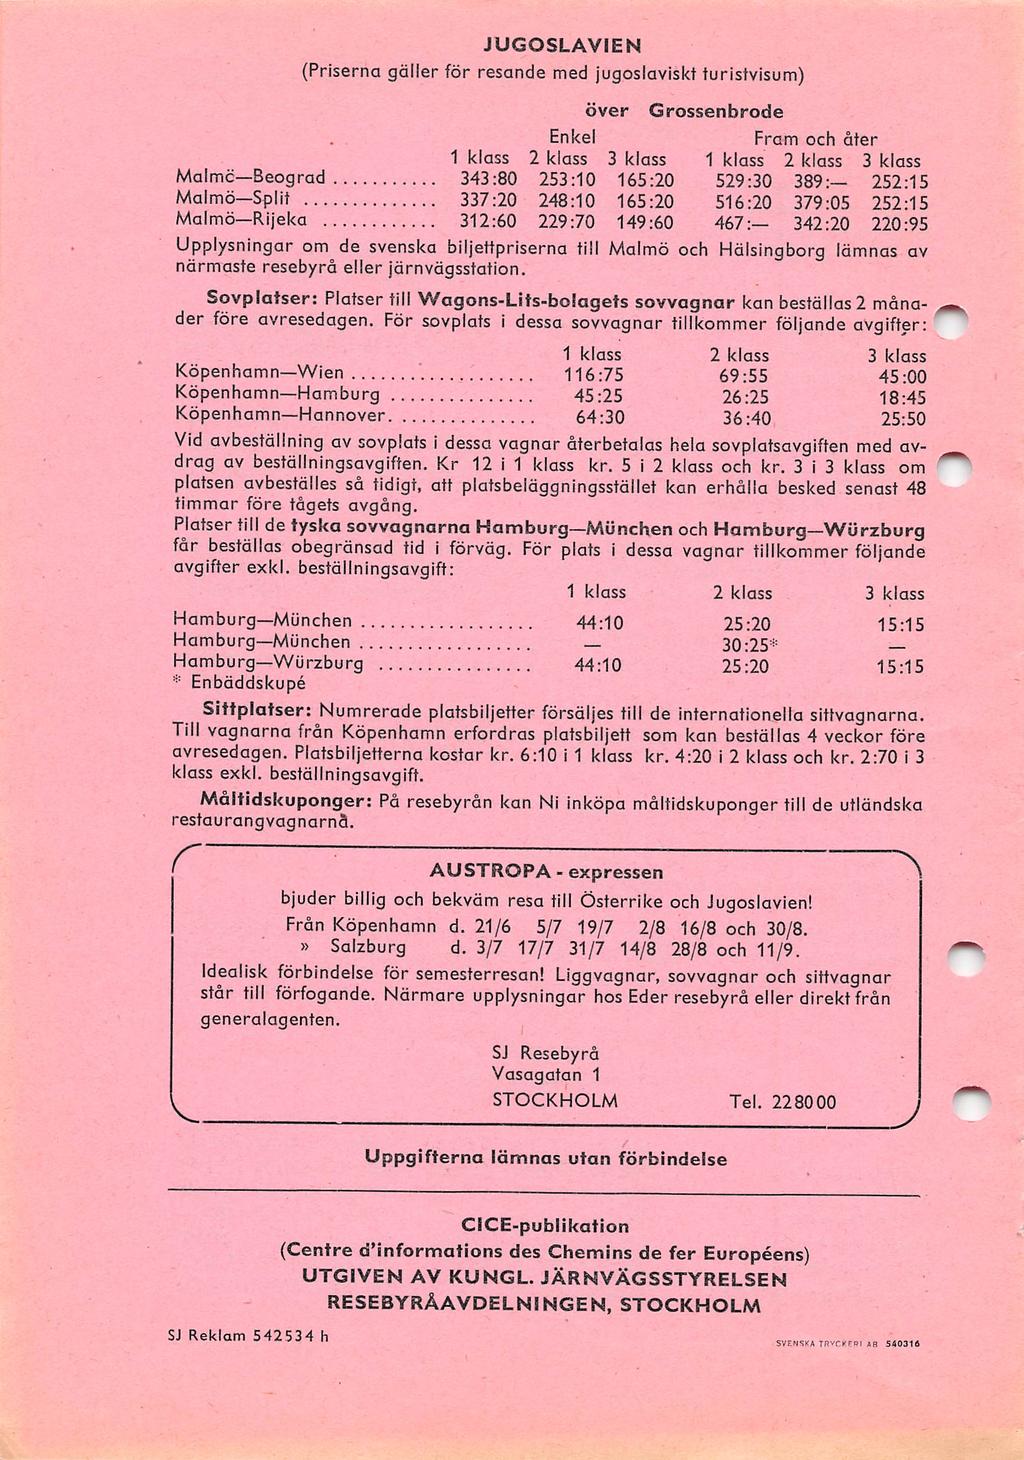 JUGOSLAVIEN
(Priserna gäller för resande med jugoslaviskt turistvisum)
över Grossenbrode
Enkel Fram och åter
1 klass 2 klass 3 klass 1 klass 2 klass 3 klass
Malmö—Beograd ........... 343:80 253:10 165:20 529:30 389:— 252:15
Malmö—Split .............. 337:20 248:10 165:20 516:20 379:05 252:15
Malmö—Rijeka ............ 312:60 229:70 149:60 467:— 342:20 220:95
Upplysningar om de svenska biljettpriserna till Malmö och Hälsingborg lämnas av
närmaste resebyrå eller järnvägsstation.
Sovplatser: Platser till Wagons-Lits-bolagets sovvagnar kan beställas 2 måna-
der före avresedagen. För sovplats i dessa sovvagnar tillkommer följande avgifter:
1 klass 2 klass 3 klass
Köpenhamn—Wien ................... 116:75 69:55 45:00
Köpenhamn—Hamburg ............... 45:25 26:25 18:45
Köpenhamn—Hannover............... 64:30 36:40 25:50
Vid avbeställning av sovplats i dessa vagnar återbetalas hela sovplatsavgiften med av-
drag av beställningsavgiften. Kr 12 i 1 klass kr. 5 i 2 klass och kr. 3 i 3 klass om
platsen avbeställes så tidigt, att platsbeläggningsstället kan erhålla besked senast 48
timmar före tågets avgång.
Platser till de tyska sovvagnarna Hamburg—München och Hamburg—Würzburg
får beställas obegränsad tid i förväg. För plats i dessa vagnar tillkommer följande
avgifter exkl. beställningsavgift:
1 klass 2 klass 3 klass
Hamburg—München .................. 44:10 25:20 15:15
Hamburg—München .................. — 30:25* —
Hamburg—Würzburg ................ 44:10 25:20 15:15
* Enbäddskupé
Sittplatser: Numrerade platsbiljetter försäljes till de internationella sittvagnarna.
Till vagnarna från Köpenhamn erfordras platsbiljett som kan beställas 4 veckor före
avresedagen. Platsbiljetterna kostar kr. 6:10 i 1 klass kr. 4:20 i 2 klass och kr. 2:70 i 3
klass exkl. beställningsavgift.
Måltidskuponger: På resebyrån kan Ni inköpa måltidskuponger till de utländska
restaurangvagnarna.
AUSTROPA - expressen
bjuder billig och bekväm resa till Österrike och Jugoslavien!
Från Köpenhamn d. 21/6 5/7 19/7 2/8 16/8 och 30/8.
» Salzburg d. 3/7 17/7 31/7 14/8 28/8 och 11/9.
Idealisk förbindelse för semesterresan! Liggvagnar, sovvagnar och sittvagnar
står till förfogande. Närmare upplysningar hos Eder resebyrå eller direkt från
generalagenten.
SJ Resebyrå
Vasagatan 1
STOCKHOLM Tel. 228000
Uppgifterna lämnas utan förbindelse
CICE-publikation
(Centre d'informations des Chemins de fer Européens)
UTGIVEN AV KUNGL. JÄRNVÄGSSTYRELSEN
RESEBYRÅAVDELNINGEN, STOCKHOLM
SJ Reklam 542534 h
SVENSKA TRYCKERI AB 540316